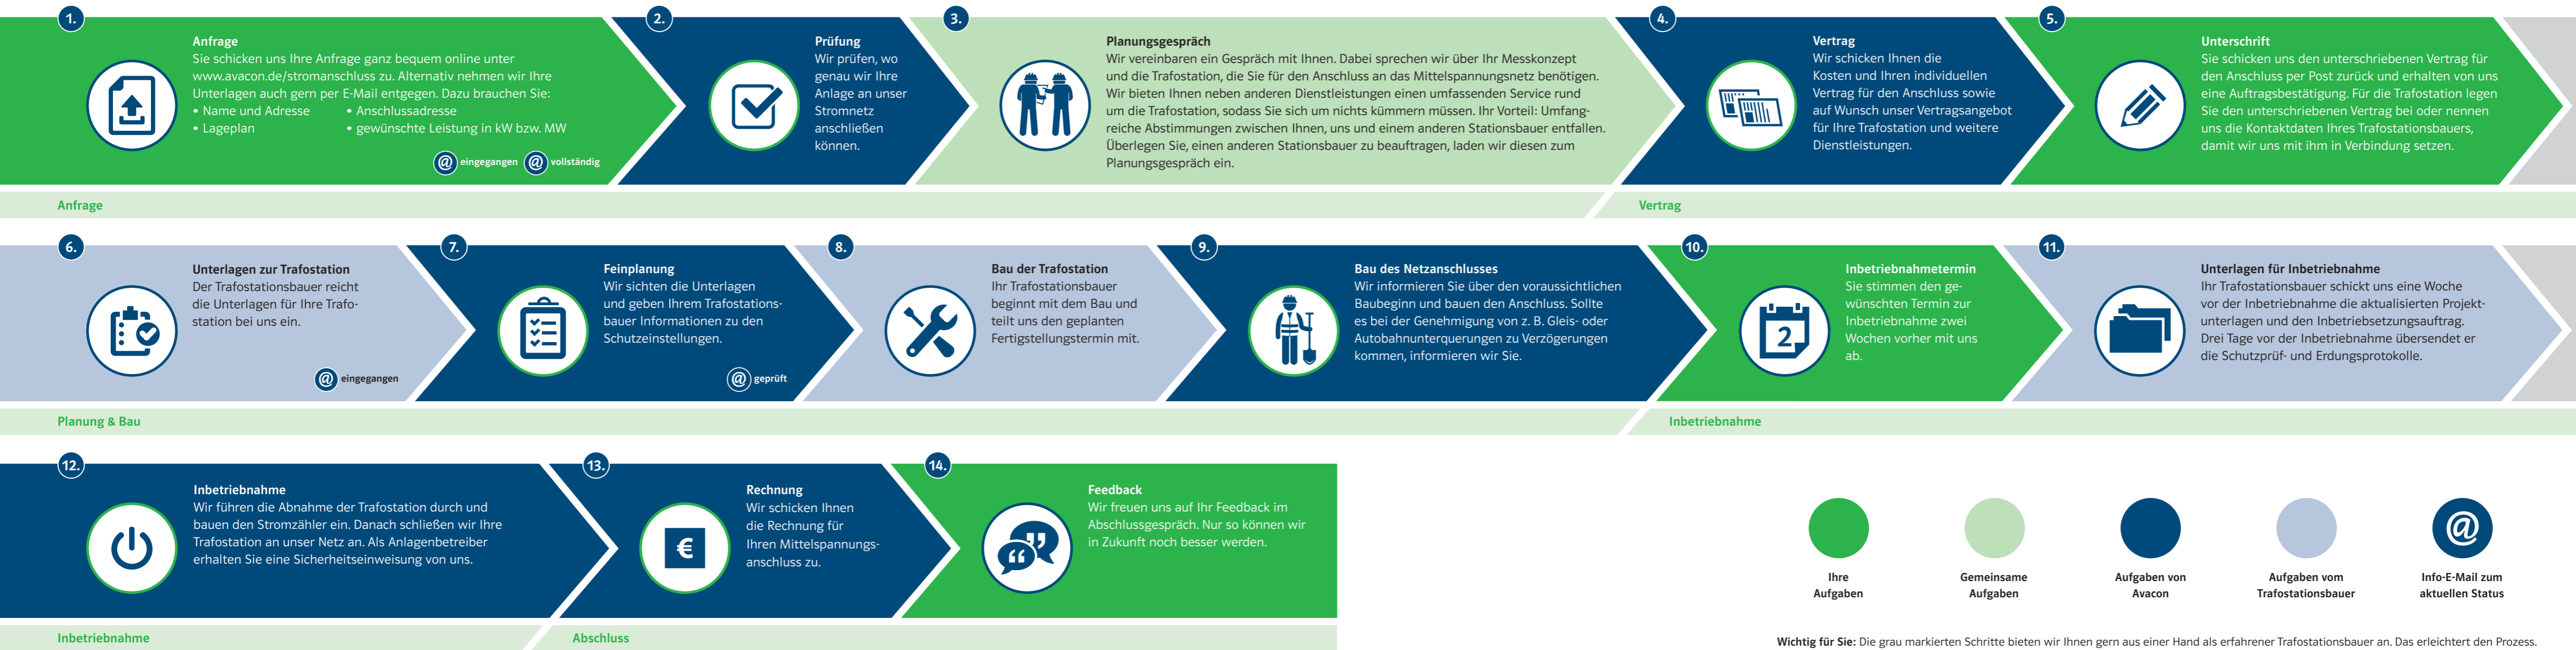 1.
Anfrage
Sie schicken uns Ihre Anfrage ganz bequem online unter
www.avacon.de/stromanschluss zu. Alternativ nehmen wir Ihre
Unterlagen auch gern per E-Mail entgegen. Dazu brauchen Sie:
• Name und Adresse • Anschlussadresse
• Lageplan • gewünschte Leistung in kW bzw. MW
@ eingegangen @ vollständig
2.
Prüfung
Wir prüfen, wo
genau wir Ihre
Anlage an unser
Stromnetz
anschließen
können.
3.
Planungsgespräch
Wir vereinbaren ein Gespräch mit Ihnen. Dabei sprechen wir über Ihr Messkonzept
und die Trafostation, die Sie für den Anschluss an das Mittelspannungsnetz benötigen.
Wir bieten Ihnen neben anderen Dienstleistungen einen umfassenden Service rund
um die Trafostation, sodass Sie sich um nichts kümmern müssen. Ihr Vorteil: Umfang-
reiche Abstimmungen zwischen Ihnen, uns und einem anderen Stationsbauer entfallen.
Überlegen Sie, einen anderen Stationsbauer zu beauftragen, laden wir diesen zum
Planungsgespräch ein.
4.
Vertrag
Wir schicken Ihnen die
Kosten und Ihren individuellen
Vertrag für den Anschluss sowie
auf Wunsch unser Vertragsangebot
für Ihre Trafostation und weitere
Dienstleistungen.
5.
Unterschrift
Sie schicken uns den unterschriebenen Vertrag für
den Anschluss per Post zurück und erhalten von uns
eine Auftragsbestätigung. Für die Trafostation legen
Sie den unterschriebenen Vertrag bei oder nennen
uns die Kontaktdaten Ihres Trafostationsbauers,
damit wir uns mit ihm in Verbindung setzen.
Anfrage
Vertrag
6.
Unterlagen zur Trafostation
Der Trafostationsbauer reicht
die Unterlagen für Ihre Trafo-
station bei uns ein.
@ eingegangen
7.
Feinplanung
Wir sichten die Unterlagen
und geben Ihrem Trafostations-
bauer Informationen zu den
Schutzeinstellungen.
@ geprüft
8.
Bau der Trafostation
Ihr Trafostationsbauer
beginnt mit dem Bau und
teilt uns den geplanten
Fertigstellungstermin mit.
9.
Bau des Netzanschlusses
Wir informieren Sie über den voraussichtlichen
Baubeginn und bauen den Anschluss. Sollte
es bei der Genehmigung von z. B. Gleis- oder
Autobahnunterquerungen zu Verzögerungen
kommen, informieren wir Sie.
10.
2
Inbetriebnahmetermin
Sie stimmen den ge-
wünschten Termin zur
Inbetriebnahme zwei
Wochen vorher mit uns
ab.
11.
Unterlagen für Inbetriebnahme
Ihr Trafostationsbauer schickt uns eine Woche
vor der Inbetriebnahme die aktualisierten Projekt-
unterlagen und den Inbetriebsetzungsauftrag.
Drei Tage vor der Inbetriebnahme übersendet er
die Schutzprüf- und Erdungsprotokolle.
Planung & Bau
Inbetriebnahme
12.
Inbetriebnahme
Wir führen die Abnahme der Trafostation durch und
bauen den Stromzähler ein. Danach schließen wir Ihre
Trafostation an unser Netz an. Als Anlagenbetreiber
erhalten Sie eine Sicherheitseinweisung von uns.
13.
€
Rechnung
Wir schicken Ihnen
die Rechnung für
Ihren Mittelspannungs-
anschluss zu.
14.
Feedback
Wir freuen uns auf Ihr Feedback im
Abschlussgespräch. Nur so können wir
in Zukunft noch besser werden.
Inbetriebnahme
Abschluss
Ihre
Aufgaben
Gemeinsame
Aufgaben
Aufgaben von
Avacon
Aufgaben vom
Trafostationsbauer
@
Info-E-Mail zum
aktuellen Status
Wichtig für Sie: Die grau markierten Schritte bieten wir Ihnen gern aus einer Hand als erfahrener Trafostationsbauer an. Das erleichtert den Prozess.